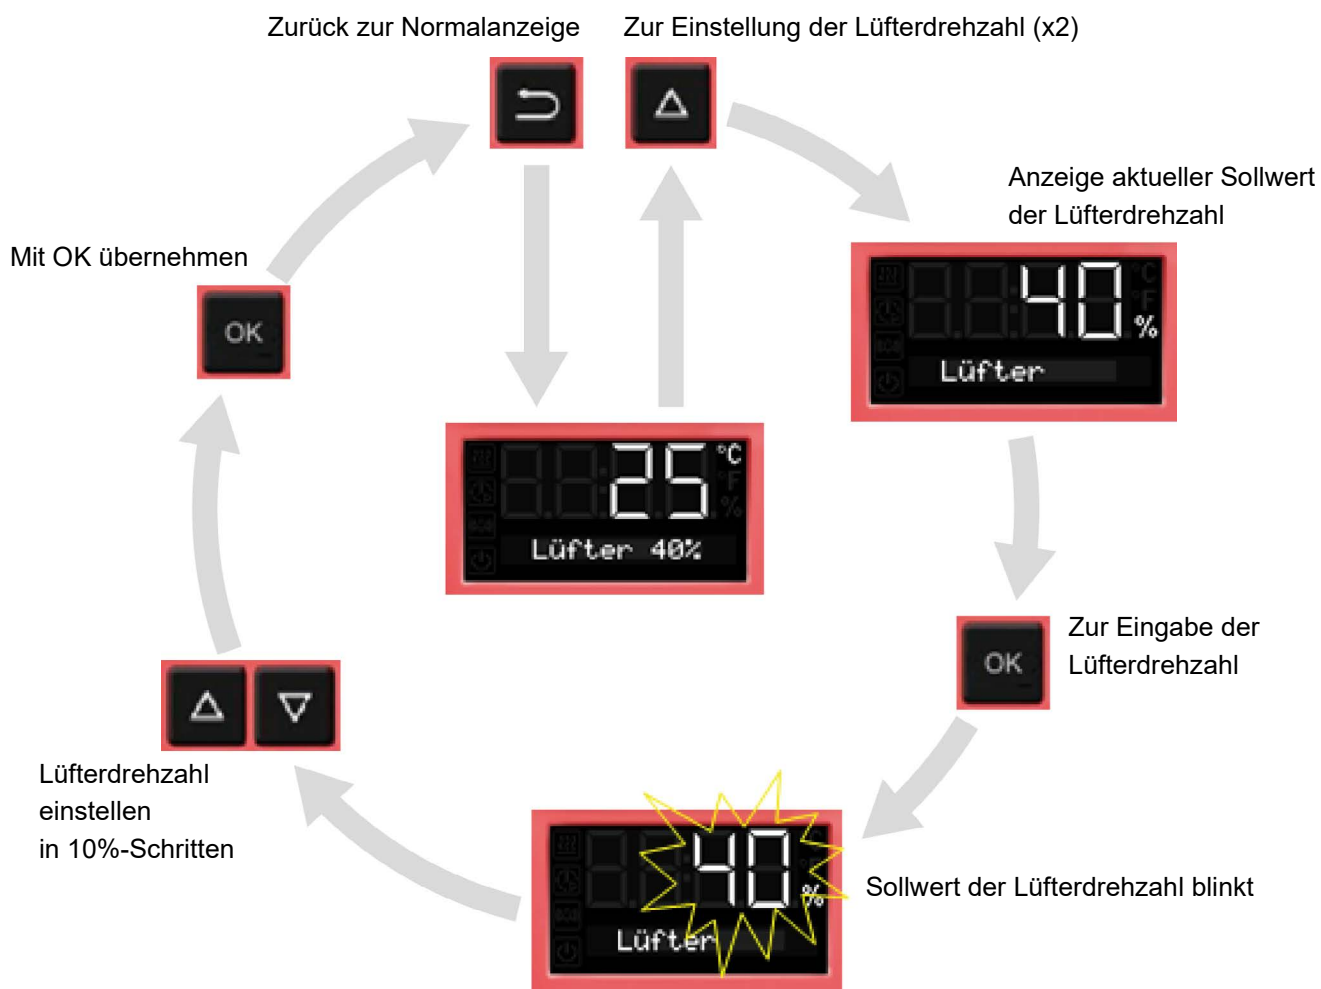 Zurück zur Normalanzeige
Zur Einstellung der Lüfterdrehzahl (x2)
Anzeige aktueller Sollwert
der Lüfterdrehzahl
40
°C
°F
%
Lüfter
Mit OK übernehmen
OK
25
°C
°F
%
Lüfter 40%
Zur Eingabe der
Lüfterdrehzahl
OK
Lüfterdrehzahl
einstellen
in 10%-Schritten
40
%
Lüfter
Sollwert der Lüfterdrehzahl blinkt